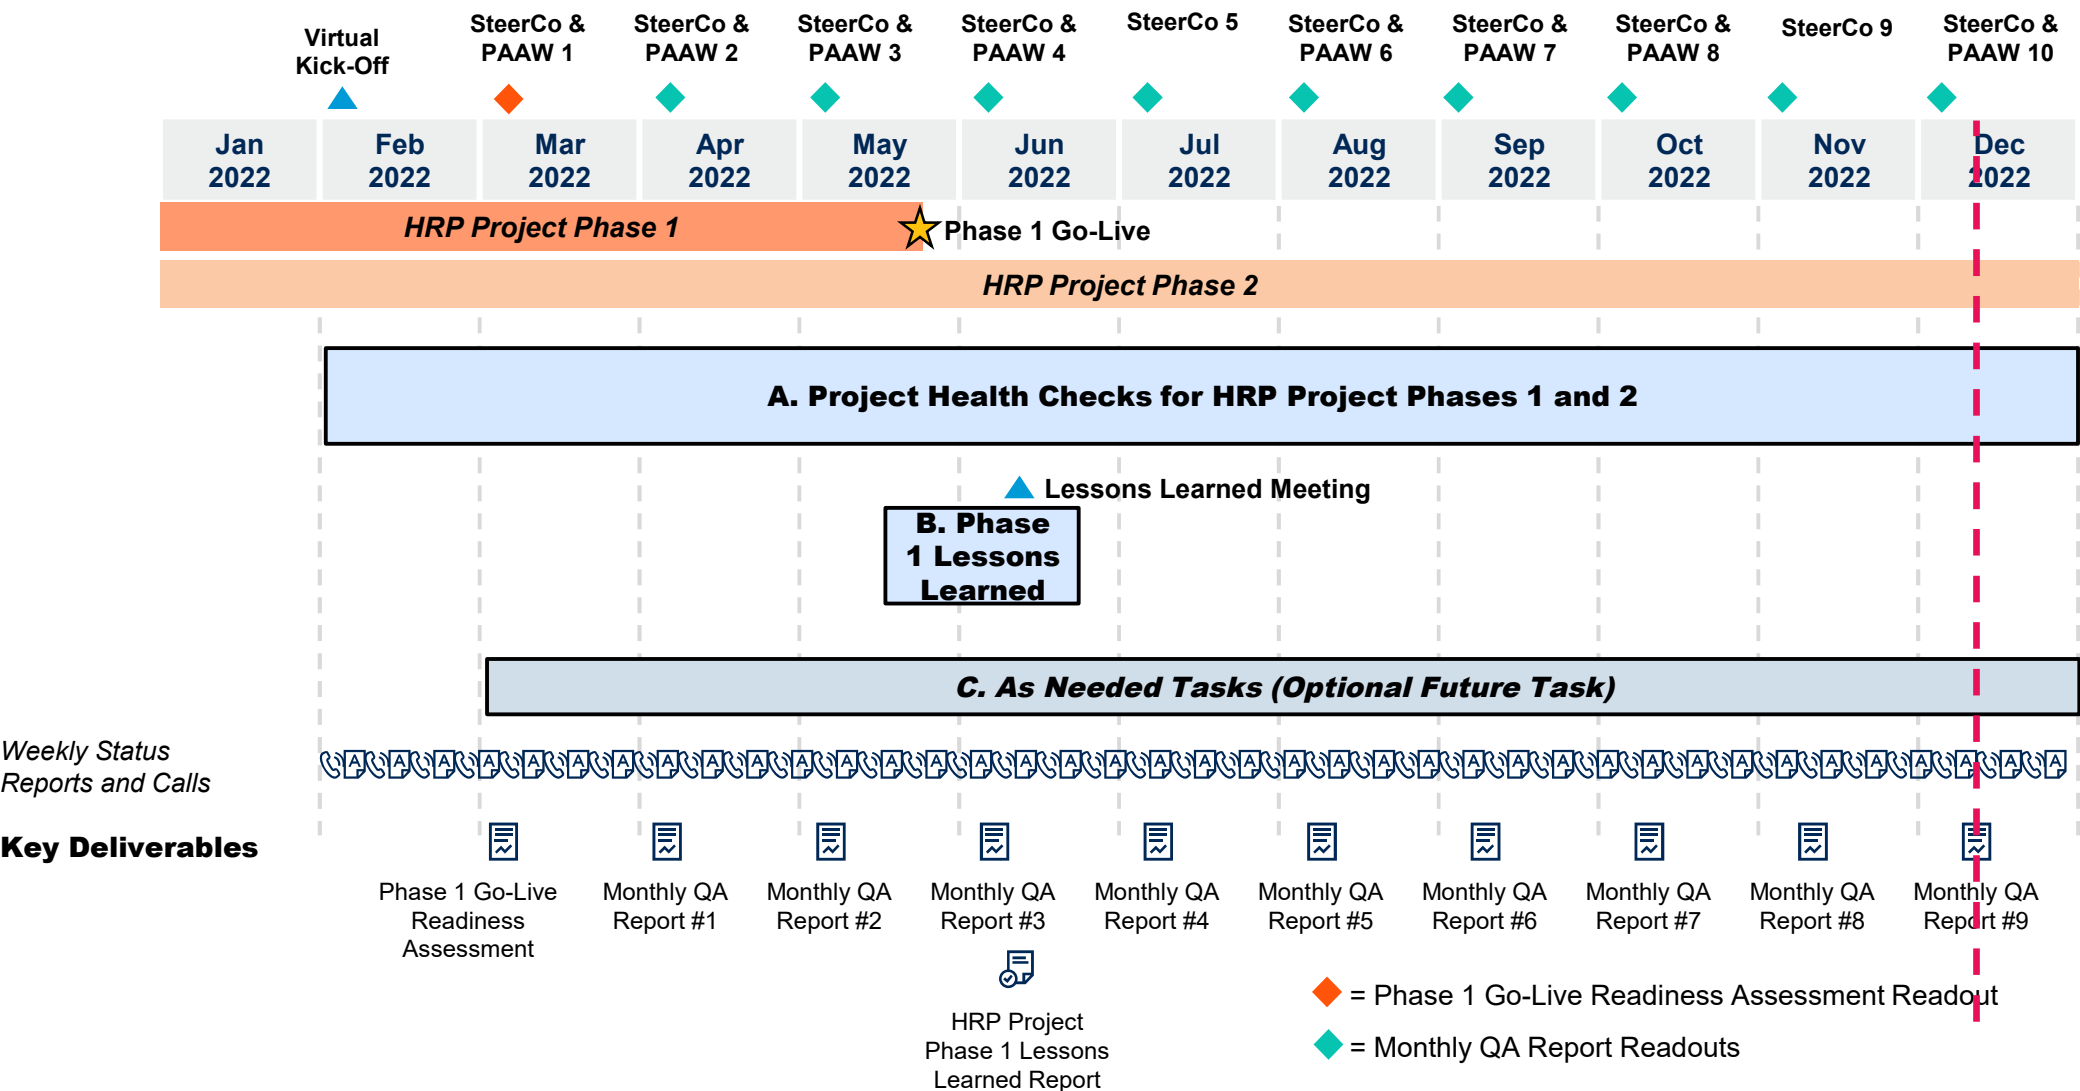 Virtual
Kick-Off
SteerCo &
PAAW 1
SteerCo &
PAAW 2
SteerCo &
PAAW 3
SteerCo &
PAAW 4
SteerCo 5
SteerCo &
PAAW 6
SteerCo &
PAAW 7
SteerCo &
PAAW 8
SteerCo 9
SteerCo &
PAAW 10
Jan
2022
Feb
2022
Mar
2022
Apr
2022
May
2022
Jun
2022
Jul
2022
Aug
2022
Sep
2022
Oct
2022
Nov
2022
Dec
2022
HRP Project Phase 1
Phase 1 Go-Live
HRP Project Phase 2
A. Project Health Checks for HRP Project Phases 1 and 2
Lessons Learned Meeting
B. Phase
1 Lessons
Learned
C. As Needed Tasks (Optional Future Task)
Weekly Status
Reports and Calls
Key Deliverables
Phase 1 Go-Live
Readiness
Assessment
Monthly QA
Report #1
Monthly QA
Report #2
Monthly QA
Report #3
Monthly QA
Report #4
Monthly QA
Report #5
Monthly QA
Report #6
Monthly QA
Report #7
Monthly QA
Report #8
Monthly QA
Report #9
HRP Project
Phase 1 Lessons
Learned Report
= Phase 1 Go-Live Readiness Assessment Readout
= Monthly QA Report Readouts